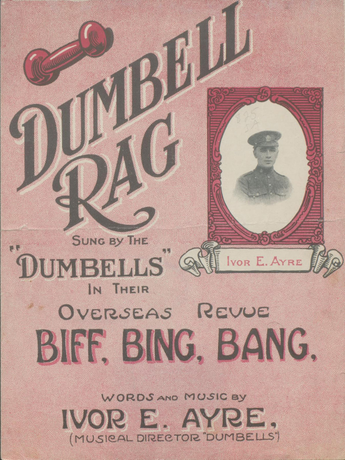 DUMBELL
RAG
SUNG BY THE
"DUMBELLS"
IN THEIR
OVERSEAS REVUE
BIFF, BING, BANG,
IVOR E. AYRE
WORDS AND MUSIC BY
IVOR E. AYRE,
(MUSICAL DIRECTOR "DUMBELLS")